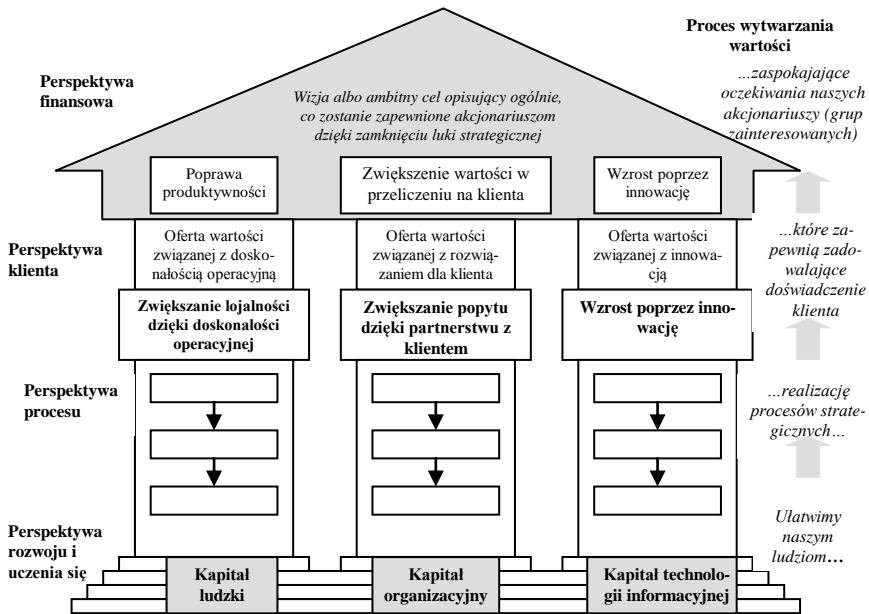 Proces wytwarzania
wartości
Perspektywa
finansowa
Wizja albo ambitny cel opisujący ogólnie,
co zostanie zapewnione akcjonariuszom
dzięki zamknięciu luki strategicznej
…zaspokajające
oczekiwania naszych
akcjonariuszy (grup
zainteresowanych)
Poprawa
produktywności
Zwiększenie wartości w
przeliczeniu na klienta
Wzrost poprzez
innowację
Perspektywa
klienta
Oferta wartości
związanej z dosko-
nałością operacyjną
Oferta wartości
związanej z rozwią-
zaniem dla klienta
Oferta wartości
związanej z innowa-
cją
…które za-
pewnią zado-
walające
doświadczenie
klienta
Zwiększanie lojalności
dzięki doskonałości
operacyjnej
Zwiększanie popytu
dzięki partnerstwu z
klientem
Wzrost poprzez inno-
wację
Perspektywa
procesu
…realizację
procesów strate-
gicznych…
Perspektywa
rozwoju i
uczenia się
Ułatwimy
naszym
ludziom…
Kapitał
ludzki
Kapitał
organizacyjny
Kapitał technolo-
gii informacyjnej